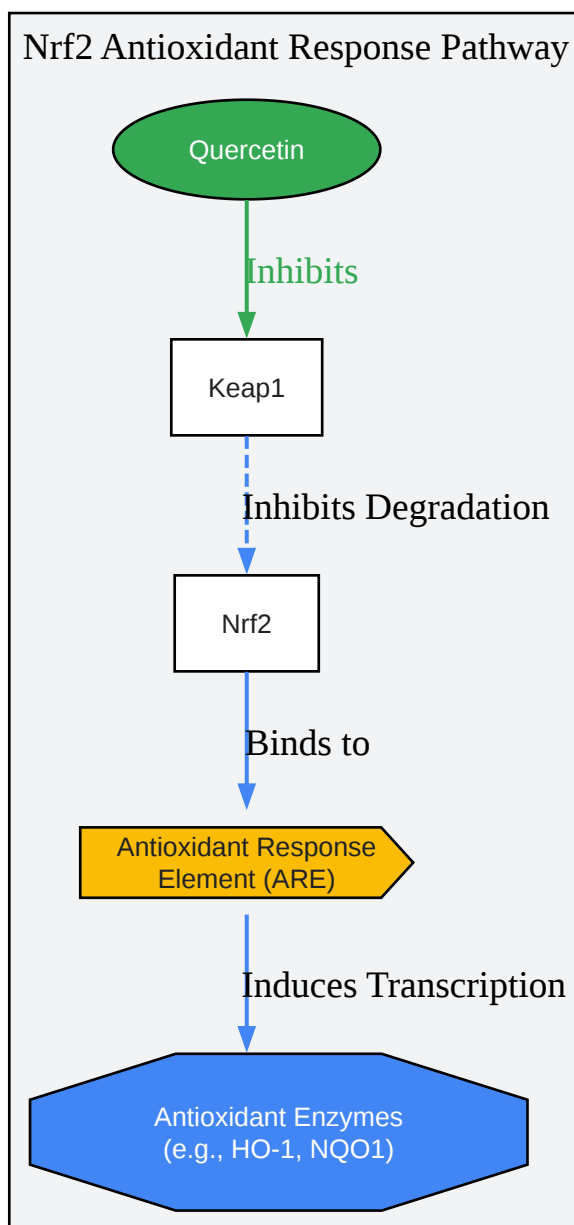 Nrf2 Antioxidant Response Pathway
Quercetin
Inhibits
Keap1
Inhibits Degradation
Nrf2
Binds to
Antioxidant Response
Element (ARE)
Induces Transcription
Antioxidant Enzymes
(e.g., HO-1, NQO1)